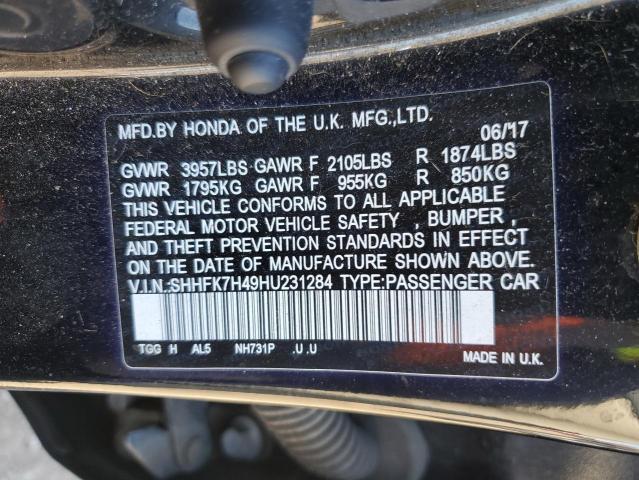 MFD.BY HONDA OF THE U.K. MFG.,LTD.
06/17
GVWR 3957LBS GAWR F 2105LBS R 1874LBS
GVWR 1795KG GAWR F 955KG R 850KG
THIS VEHICLE CONFORMS TO ALL APPLICABLE
FEDERAL MOTOR VEHICLE SAFETY , BUMPER ,
AND THEFT PREVENTION STANDARDS IN EFFECT
ON THE DATE OF MANUFACTURE SHOWN ABOVE.
V.I.N.:SHHFK7H49HU231284 TYPE:PASSENGER CAR
TGG H AL5 NH731P .U .U
MADE IN U.K.